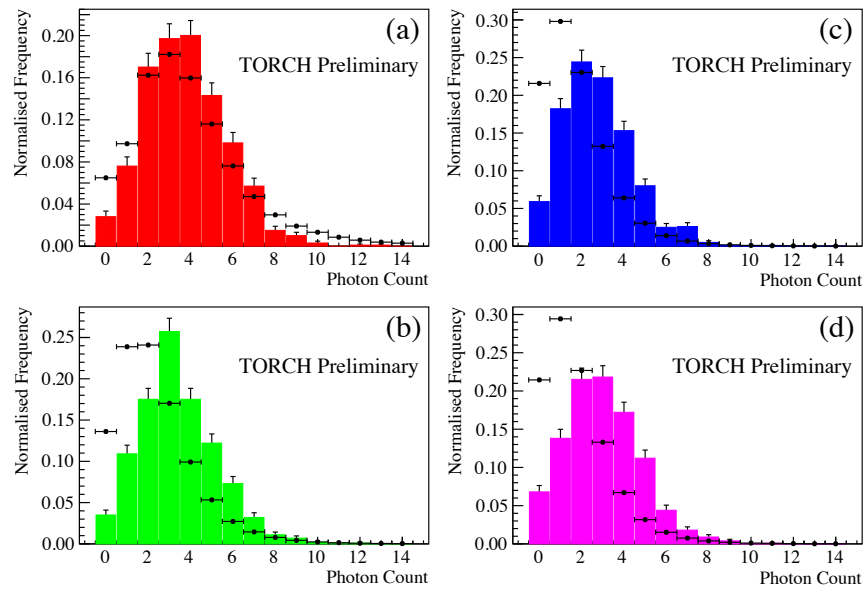 (a)
TORCH Preliminary
Normalised Frequency
0.20
0.16
0.12
0.08
0.04
0.00
0 2 4 6 8 10 12 14
Photon Count
(c)
TORCH Preliminary
Normalised Frequency
0.30
0.25
0.20
0.15
0.10
0.05
0.00
0 2 4 6 8 10 12 14
Photon Count
(b)
TORCH Preliminary
Normalised Frequency
0.25
0.20
0.15
0.10
0.05
0.00
0 2 4 6 8 10 12 14
Photon Count
(d)
TORCH Preliminary
Normalised Frequency
0.30
0.25
0.20
0.15
0.10
0.05
0.00
0 2 4 6 8 10 12 14
Photon Count